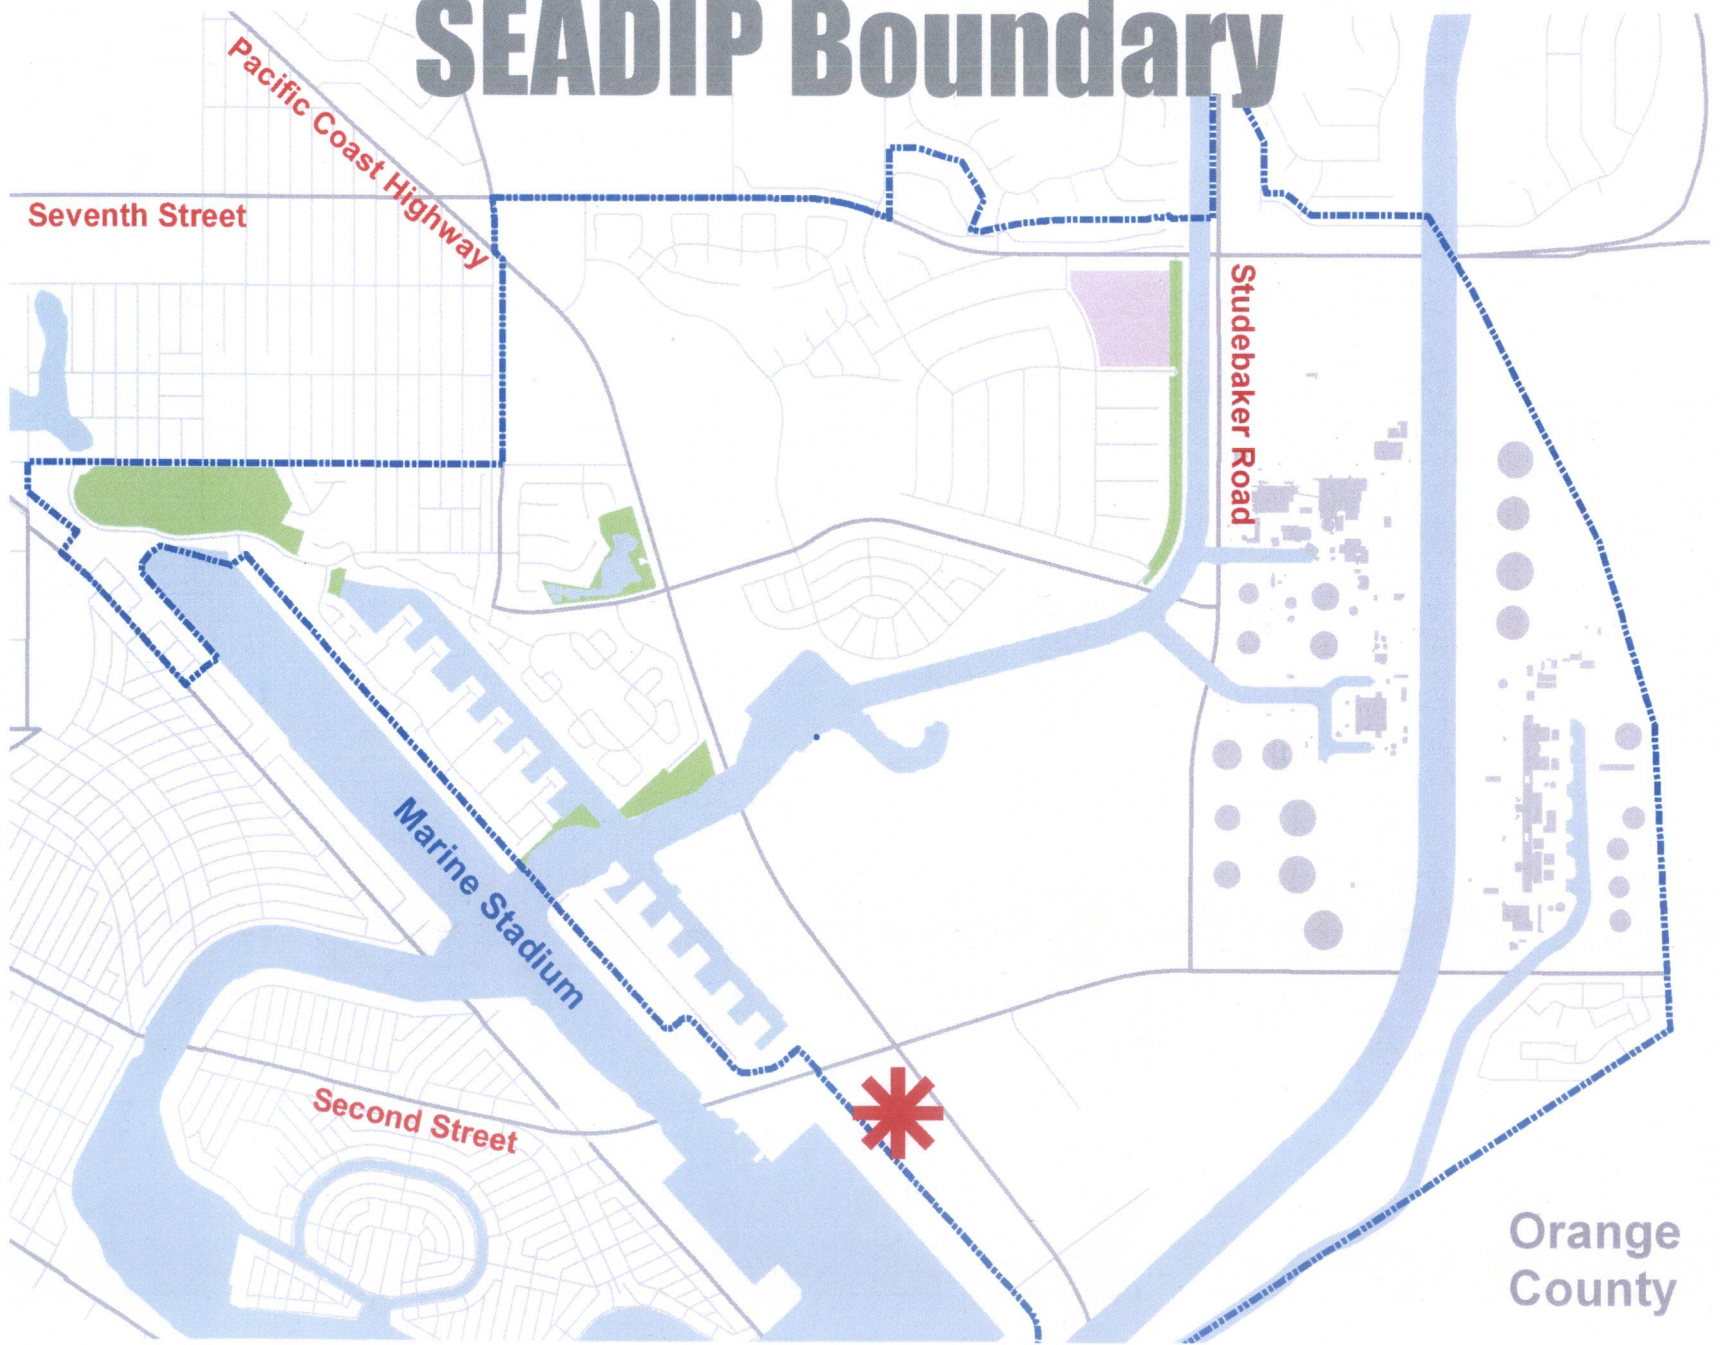 SEADIP Boundary
Pacific Coast Highway
Seventh Street
Studebaker Road
Marine Stadium
Second Street
Orange
County